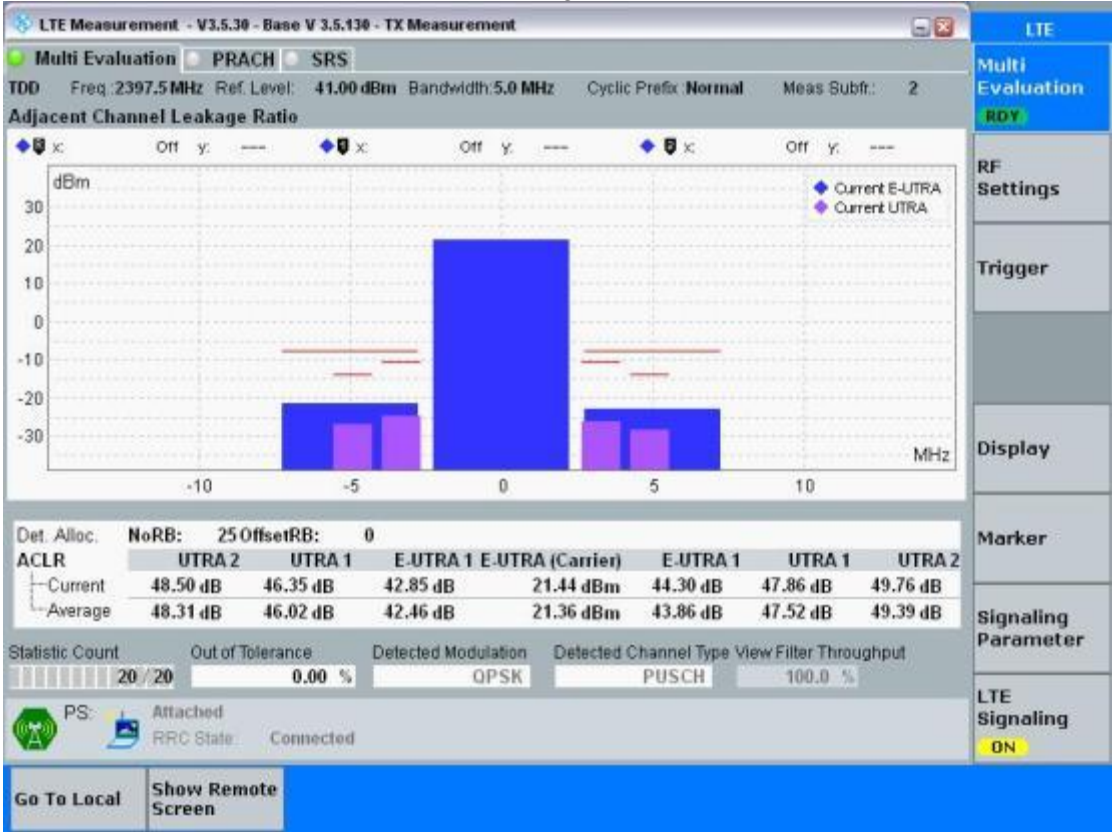 LTE Measurement - V3.5.30 - Base V 3.5.130 - TX Measurement
LTE
Multi Evaluation PRACH SRS
Multi Evaluation
RDY
TDD Freq.:2397.5 MHz Ref. Level: 41.00 dBm Bandwidth:5.0 MHz Cyclic Prefix :Normal Meas Subfr.: 2
Adjacent Channel Leakage Ratio
x: Off y: --- x: Off y: --- x: Off y: ---
dBm
Current E-UTRA
Current UTRA
30
20
10
0
-10
-20
-30
MHz
-10 -5 0 5 10
RF Settings
Trigger
Display
Marker
Signaling Parameter
LTE Signaling
ON
Det. Alloc. NoRB: 25 OffsetRB: 0
ACLR UTRA 2 UTRA 1 E-UTRA 1 E-UTRA (Carrier) E-UTRA 1 UTRA 1 UTRA 2
Current 48.50 dB 46.35 dB 42.85 dB 21.44 dBm 44.30 dB 47.86 dB 49.76 dB
Average 48.31 dB 46.02 dB 42.46 dB 21.36 dBm 43.86 dB 47.52 dB 49.39 dB
Statistic Count Out of Tolerance Detected Modulation Detected Channel Type View Filter Throughput
20 / 20 0.00 % QPSK PUSCH 100.0 %
PS: Attached
RRC State: Connected
Go To Local
Show Remote Screen